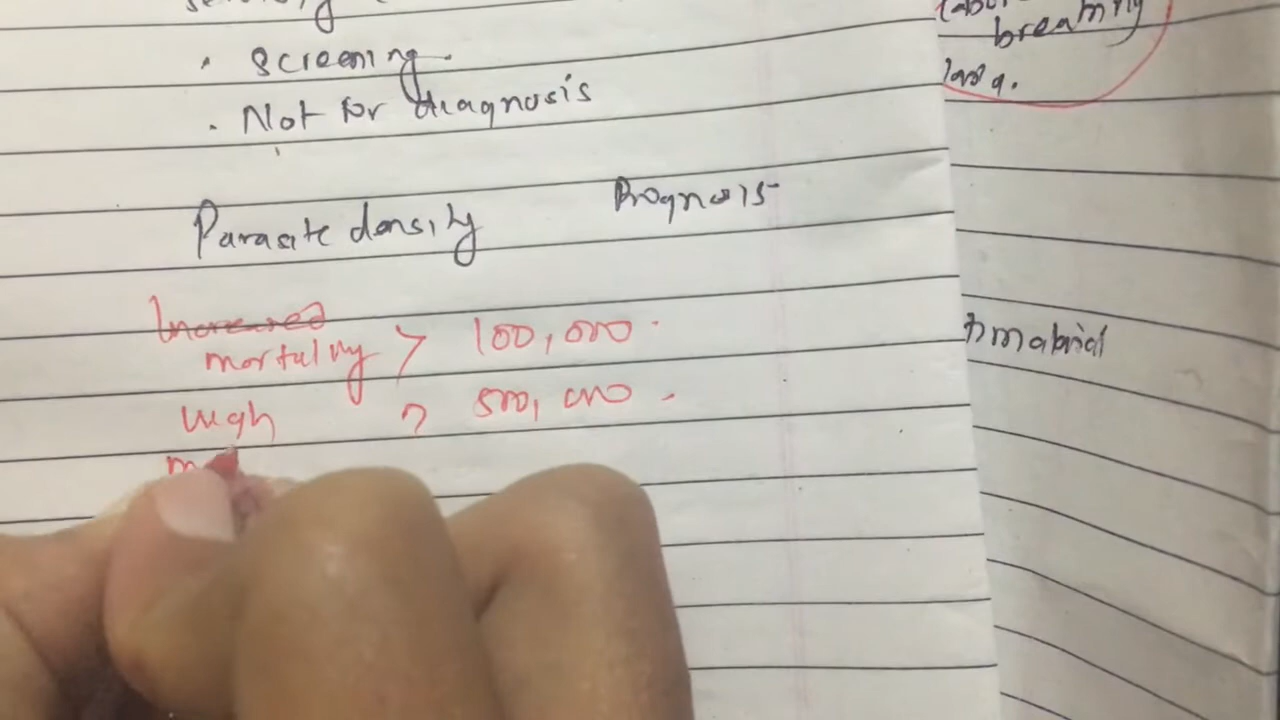 · Screening.
· Not for diagnosis
Parasite density Prognosis
Increased
mortality > 100,000
high > 500,000
breathing